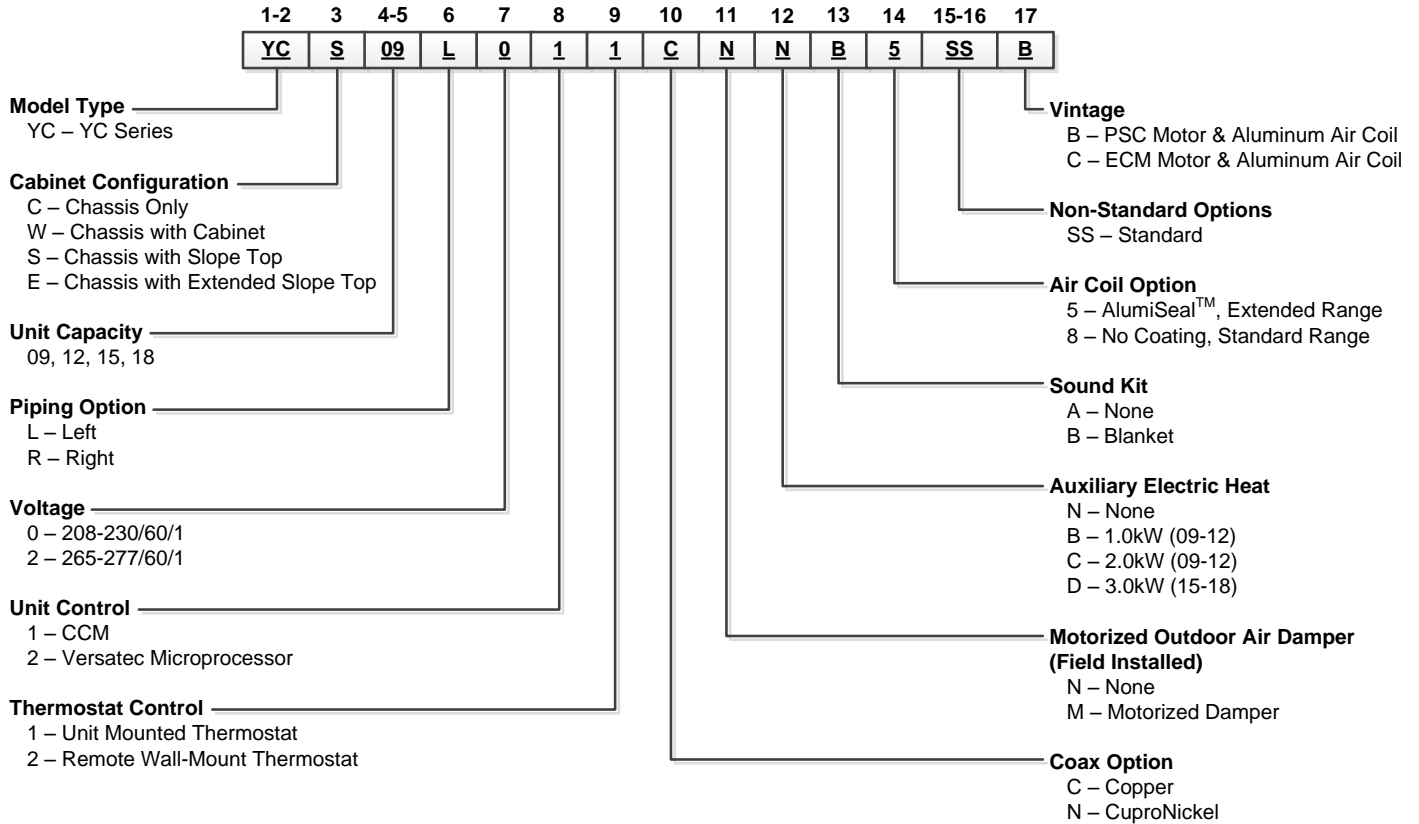 1-2 3 4-5 6 7 8 9 10 11 12 13 14 15-16 17
YC S 09 L 0 1 1 C N N B 5 SS B
Model Type
YC – YC Series
Cabinet Configuration
C – Chassis Only
W – Chassis with Cabinet
S – Chassis with Slope Top
E – Chassis with Extended Slope Top
Unit Capacity
09, 12, 15, 18
Piping Option
L – Left
R – Right
Voltage
0 – 208-230/60/1
2 – 265-277/60/1
Unit Control
1 – CCM
2 – Versatec Microprocessor
Thermostat Control
1 – Unit Mounted Thermostat
2 – Remote Wall-Mount Thermostat
Vintage
B – PSC Motor & Aluminum Air Coil
C – ECM Motor & Aluminum Air Coil
Non-Standard Options
SS – Standard
Air Coil Option
5 – AlumiSeal™, Extended Range
8 – No Coating, Standard Range
Sound Kit
A – None
B – Blanket
Auxiliary Electric Heat
N – None
B – 1.0kW (09-12)
C – 2.0kW (09-12)
D – 3.0kW (15-18)
Motorized Outdoor Air Damper
(Field Installed)
N – None
M – Motorized Damper
Coax Option
C – Copper
N – CuproNickel